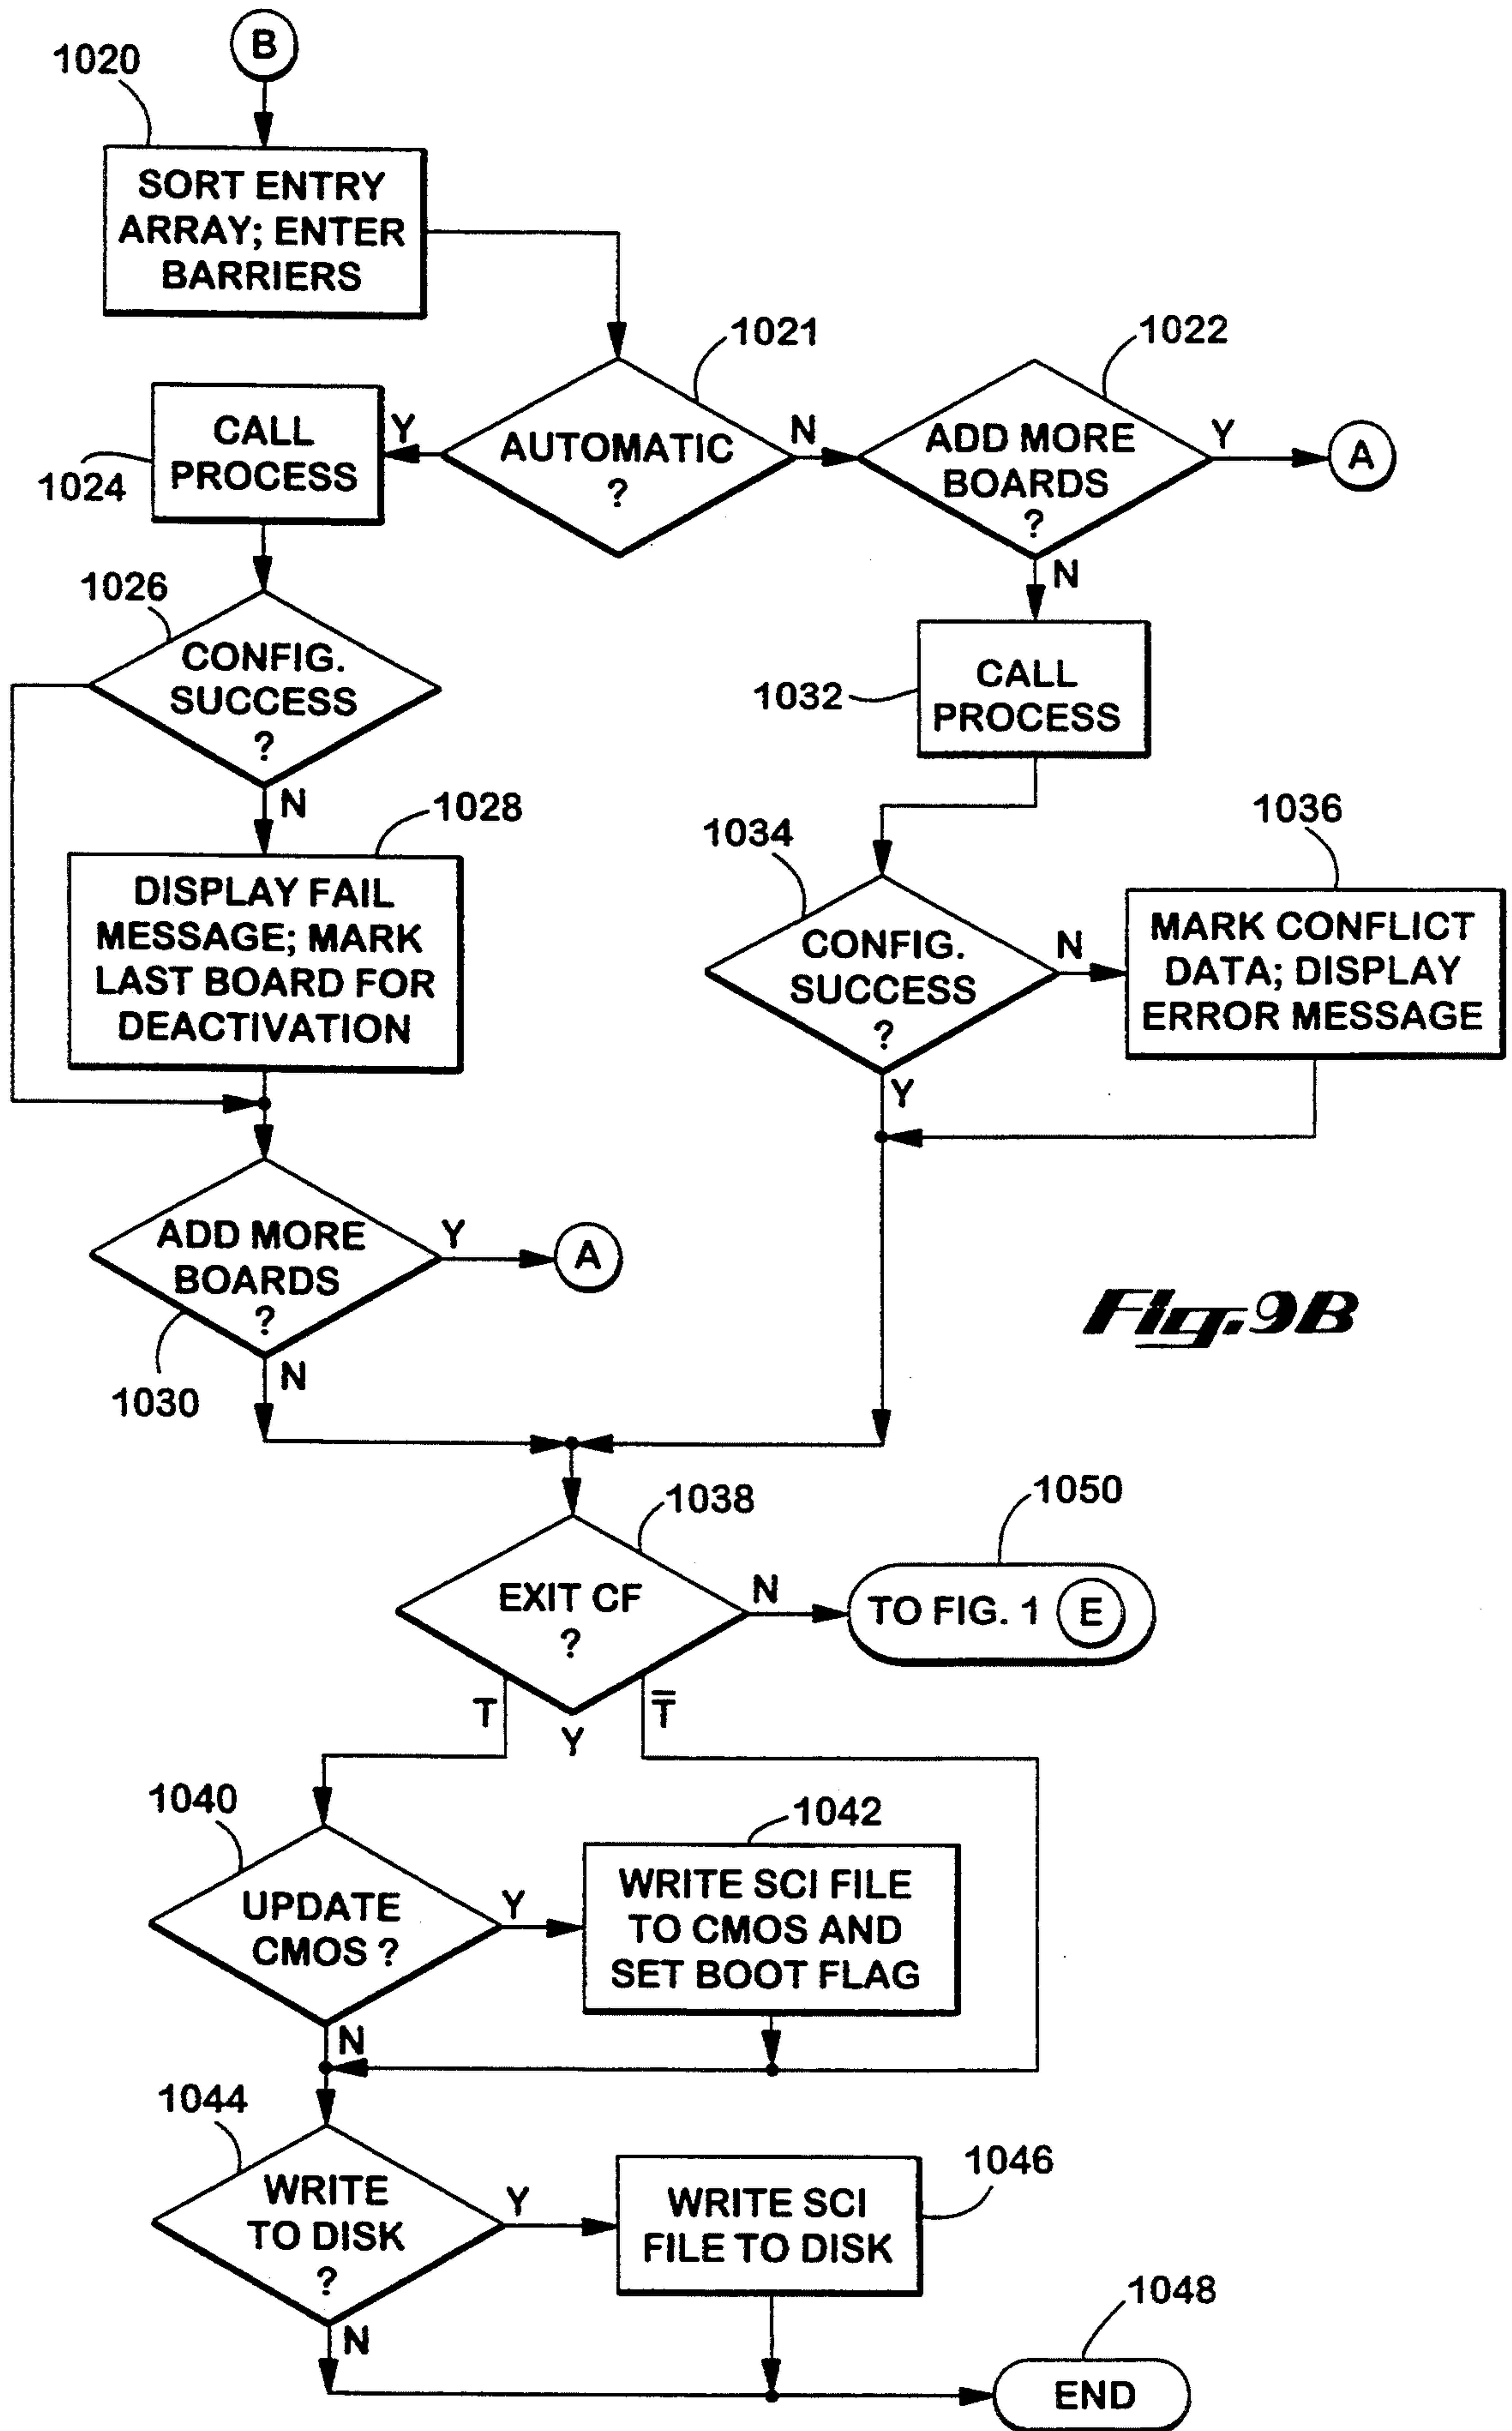 B
1020
SORT ENTRY
ARRAY; ENTER
BARRIERS
1021
1022
CALL
PROCESS
1024
Y
AUTOMATIC
?
N
ADD MORE
BOARDS
?
Y
A
N
1026
CONFIG.
SUCCESS
?
N
1032
CALL
PROCESS
1028
DISPLAY FAIL
MESSAGE; MARK
LAST BOARD FOR
DEACTIVATION
1034
CONFIG.
SUCCESS
?
N
Y
1036
MARK CONFLICT
DATA; DISPLAY
ERROR MESSAGE
ADD MORE
BOARDS
?
Y
A
1030
N
Fig.9B
1038
EXIT CF
?
N
1050
TO FIG. 1 E
T
Y
T̅
1040
UPDATE
CMOS ?
Y
1042
WRITE SCI FILE
TO CMOS AND
SET BOOT FLAG
N
1044
WRITE
TO DISK
?
Y
1046
WRITE SCI
FILE TO DISK
N
1048
END